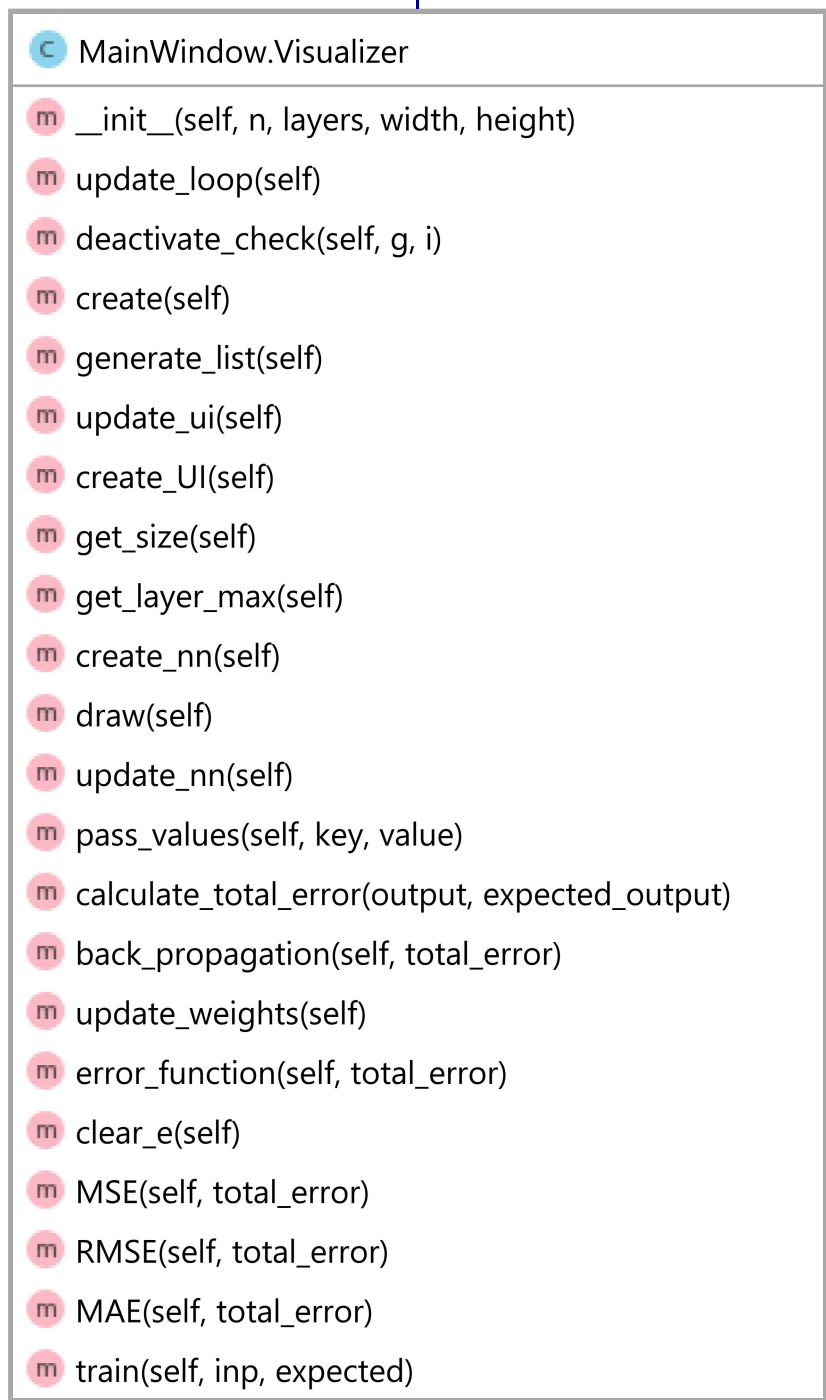 C MainWindow.Visualizer
m __init__(self, n, layers, width, height)
m update_loop(self)
m deactivate_check(self, g, i)
m create(self)
m generate_list(self)
m update_ui(self)
m create_UI(self)
m get_size(self)
m get_layer_max(self)
m create_nn(self)
m draw(self)
m update_nn(self)
m pass_values(self, key, value)
m calculate_total_error(output, expected_output)
m back_propagation(self, total_error)
m update_weights(self)
m error_function(self, total_error)
m clear_e(self)
m MSE(self, total_error)
m RMSE(self, total_error)
m MAE(self, total_error)
m train(self, inp, expected)